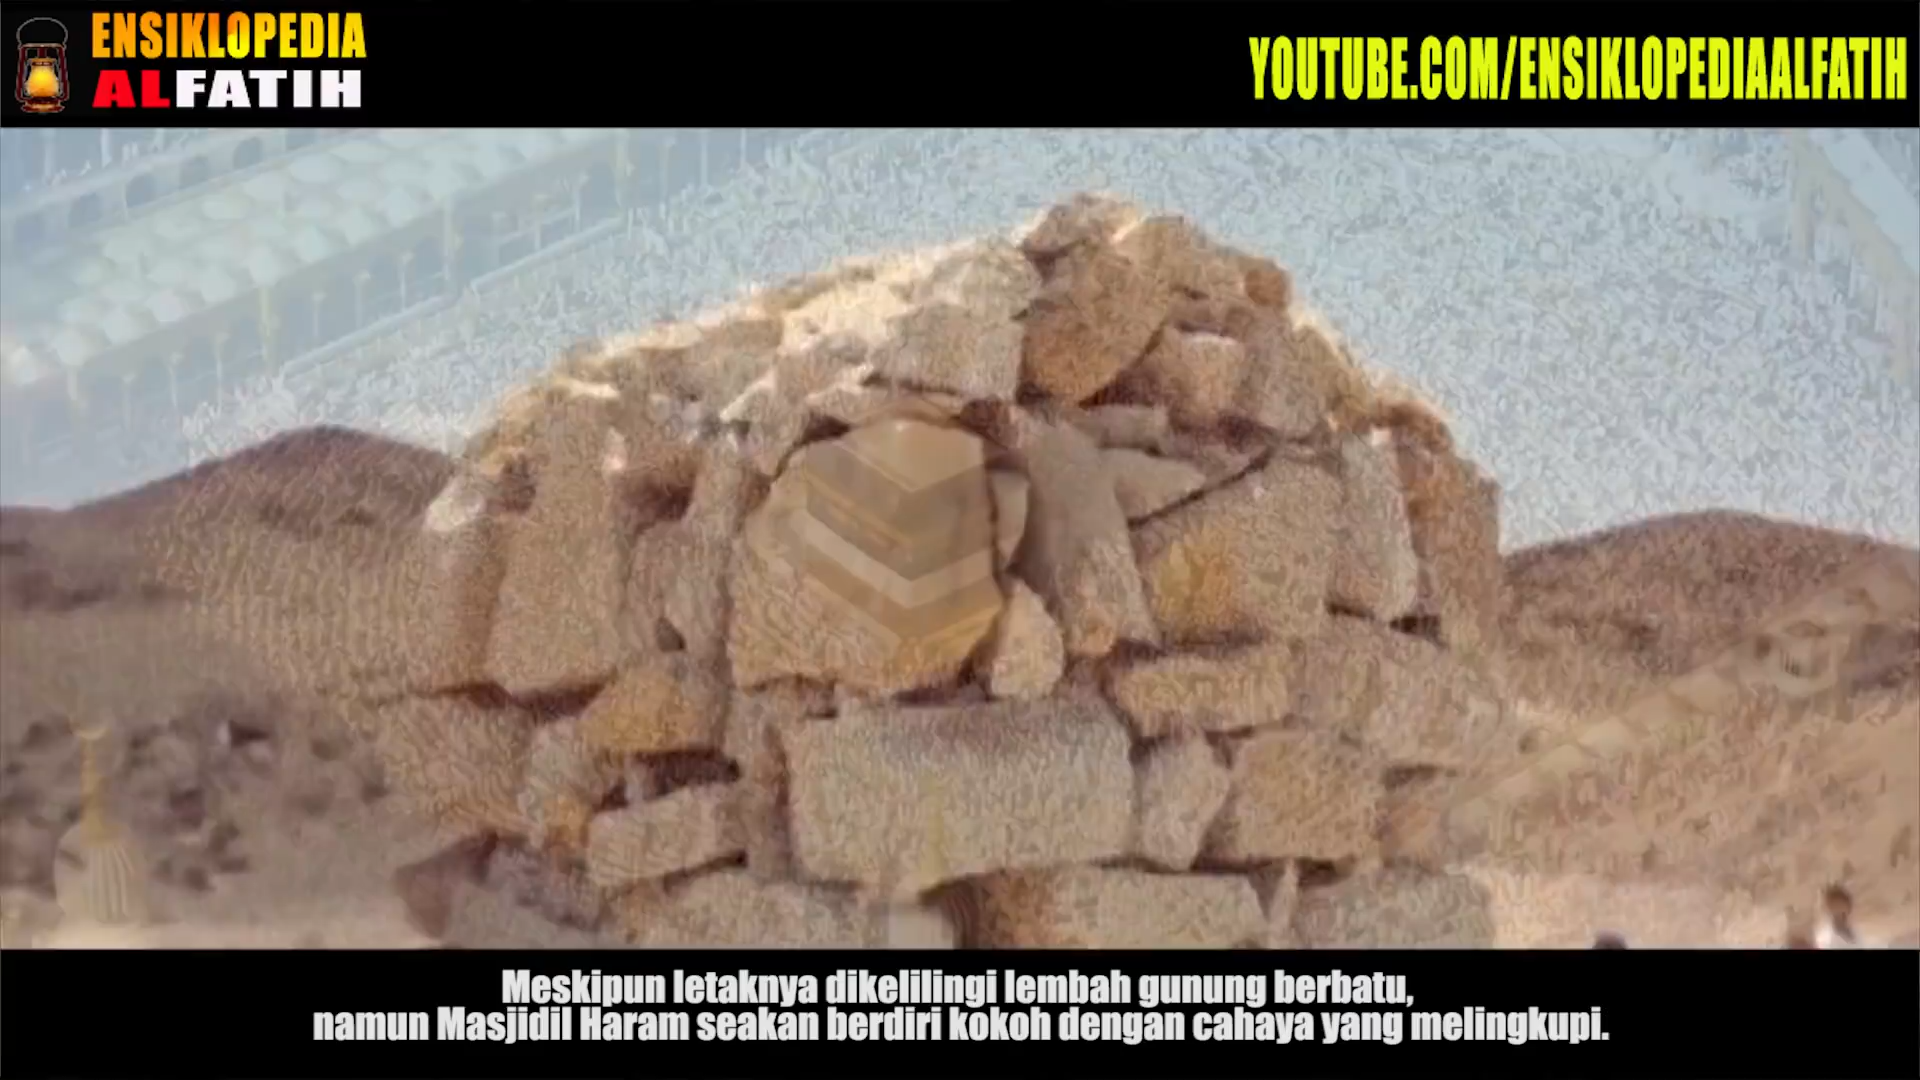 ENSIKLOPEDIA
ALFATIH
YOUTUBE.COM/ENSIKLOPEDIAALFATIH
Meskipun letaknya dikelilingi lembah gunung berbatu,
namun Masjidil Haram seakan berdiri kokoh dengan cahaya yang melingkupi.